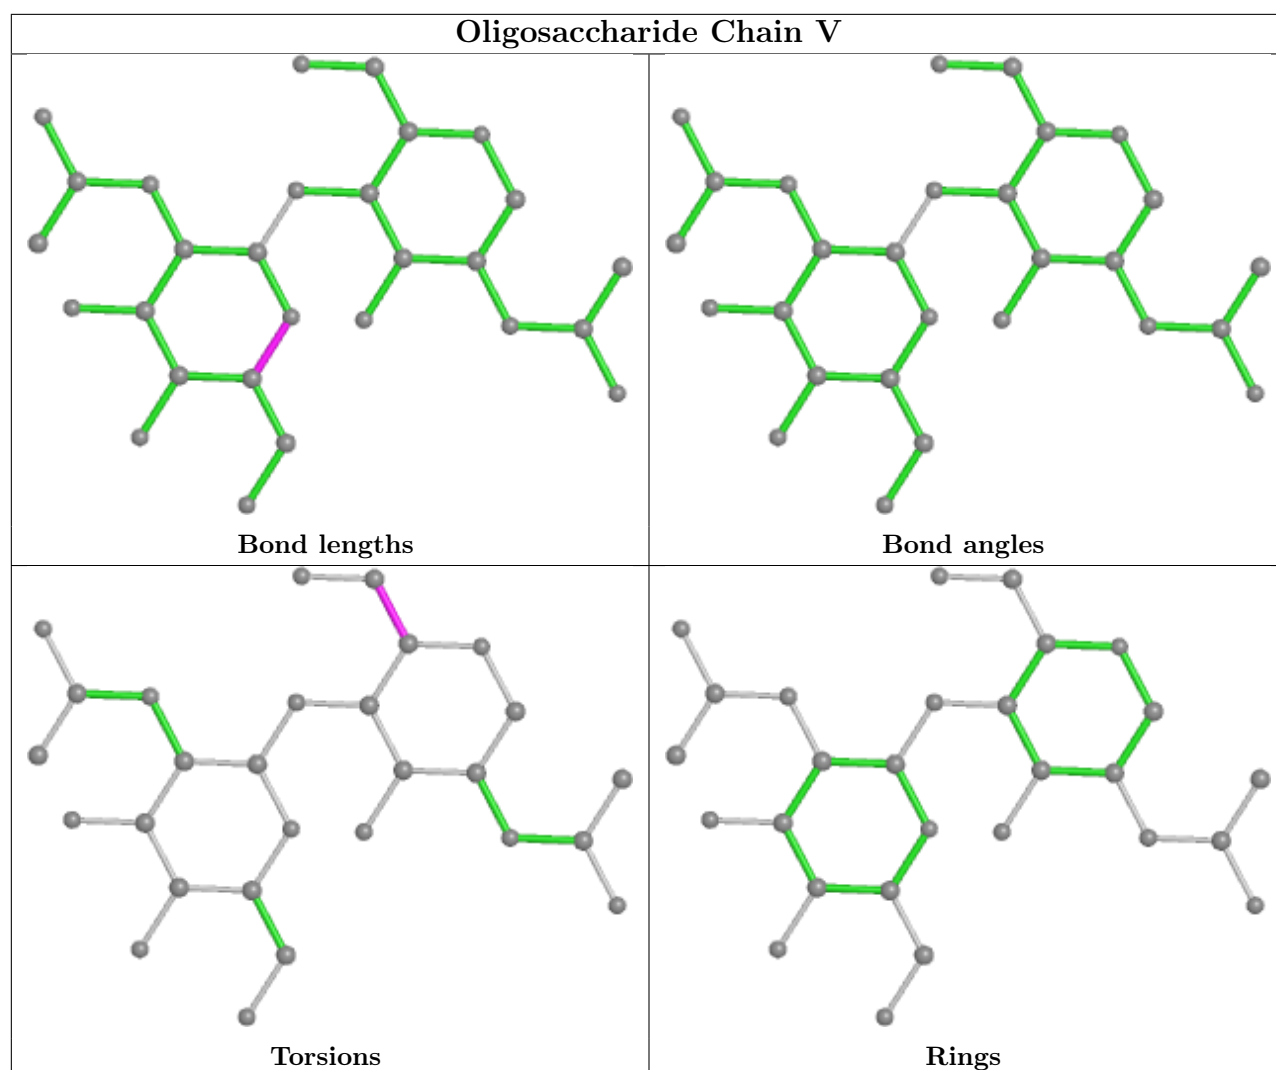 Oligosaccharide Chain V
Bond lengths
Bond angles
Torsions
Rings